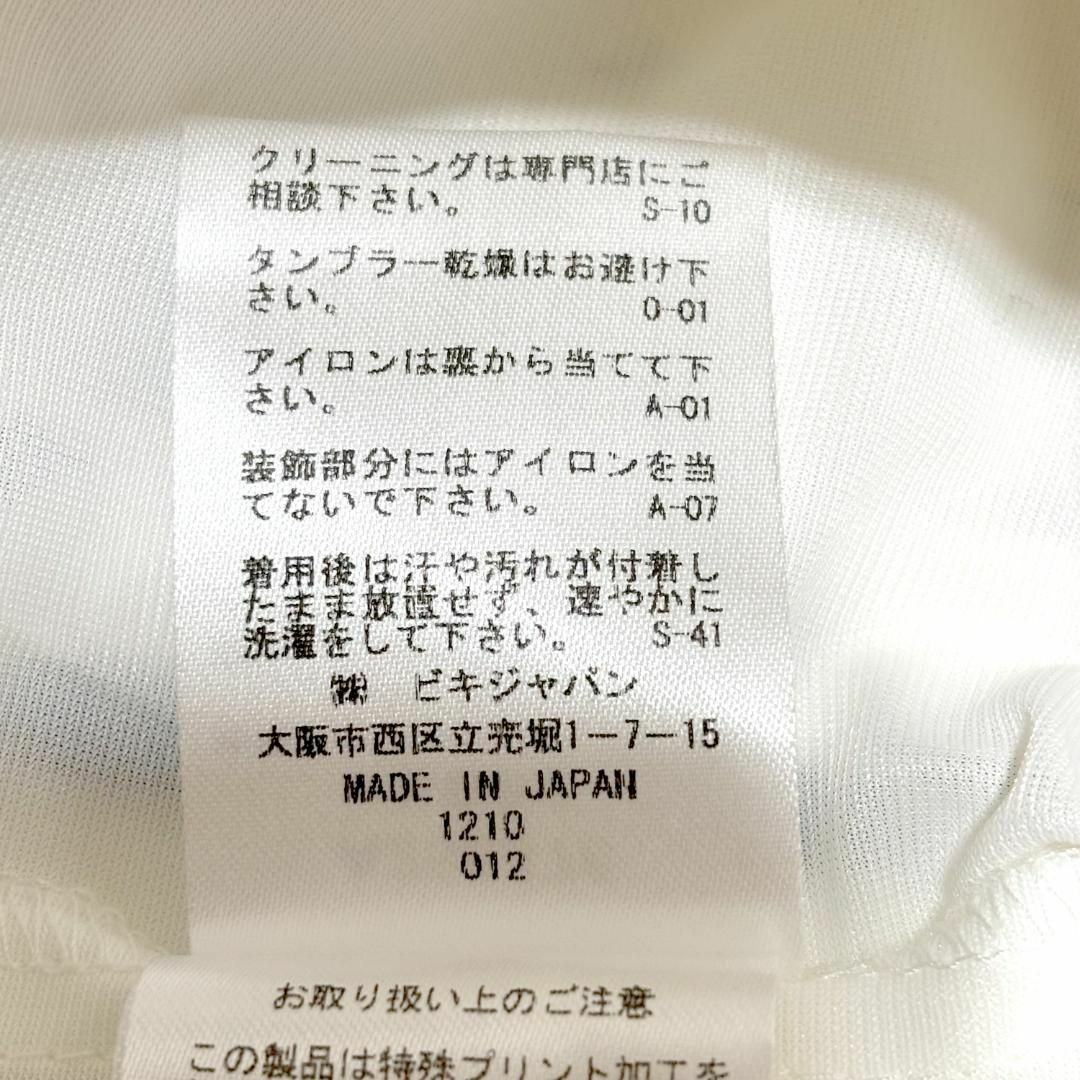 クリーニングは専門店にご
相談下さい。 S-10
タンブラー乾燥はお避け下
さい。 0-01
アイロンは裏から当てて下
さい。 A-01
装飾部分にはアイロンを当
てないで下さい。 A-07
着用後は汗や汚れが付着し
たまま放置せず、速やかに
洗濯をして下さい。 S-41
㈱ ビキジャパン
大阪市西区立売堀1-7-15
MADE IN JAPAN
1210
012
お取り扱い上のご注意
この製品は特殊プリント加工を